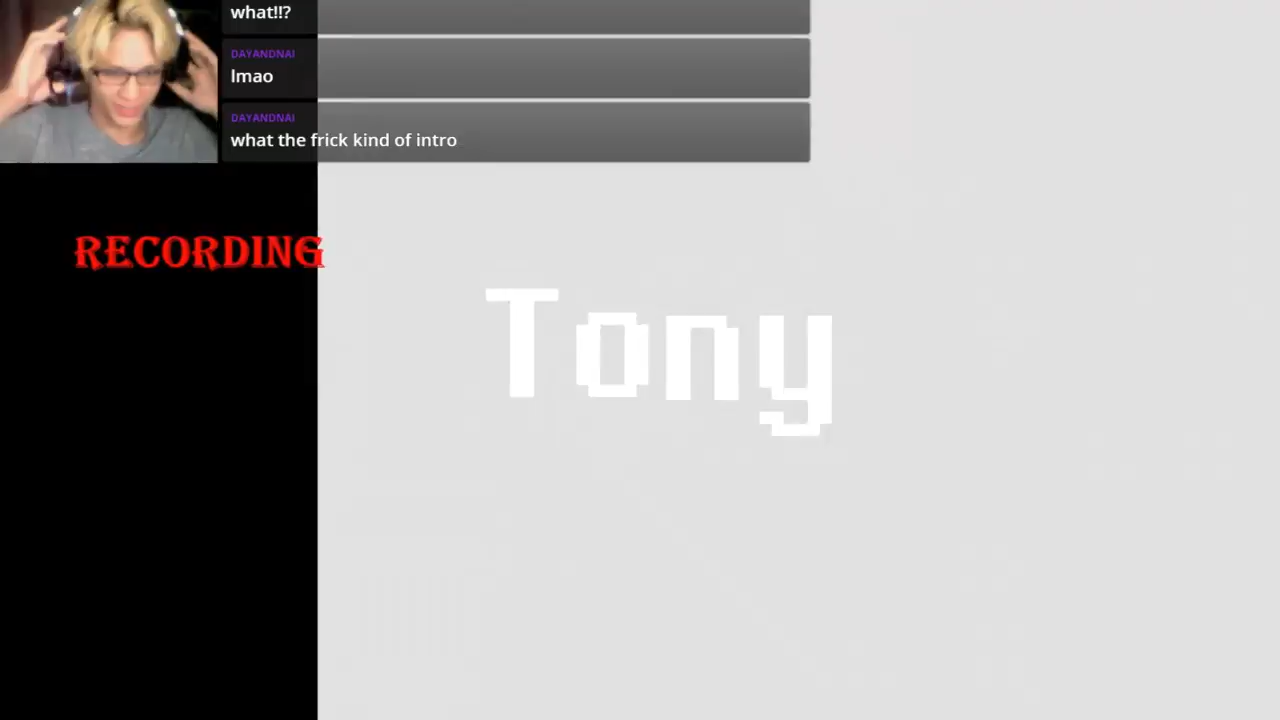 what!!?
DAYANDNAI
lmao
DAYANDNAI
what the frick kind of intro
RECORDING
Tony